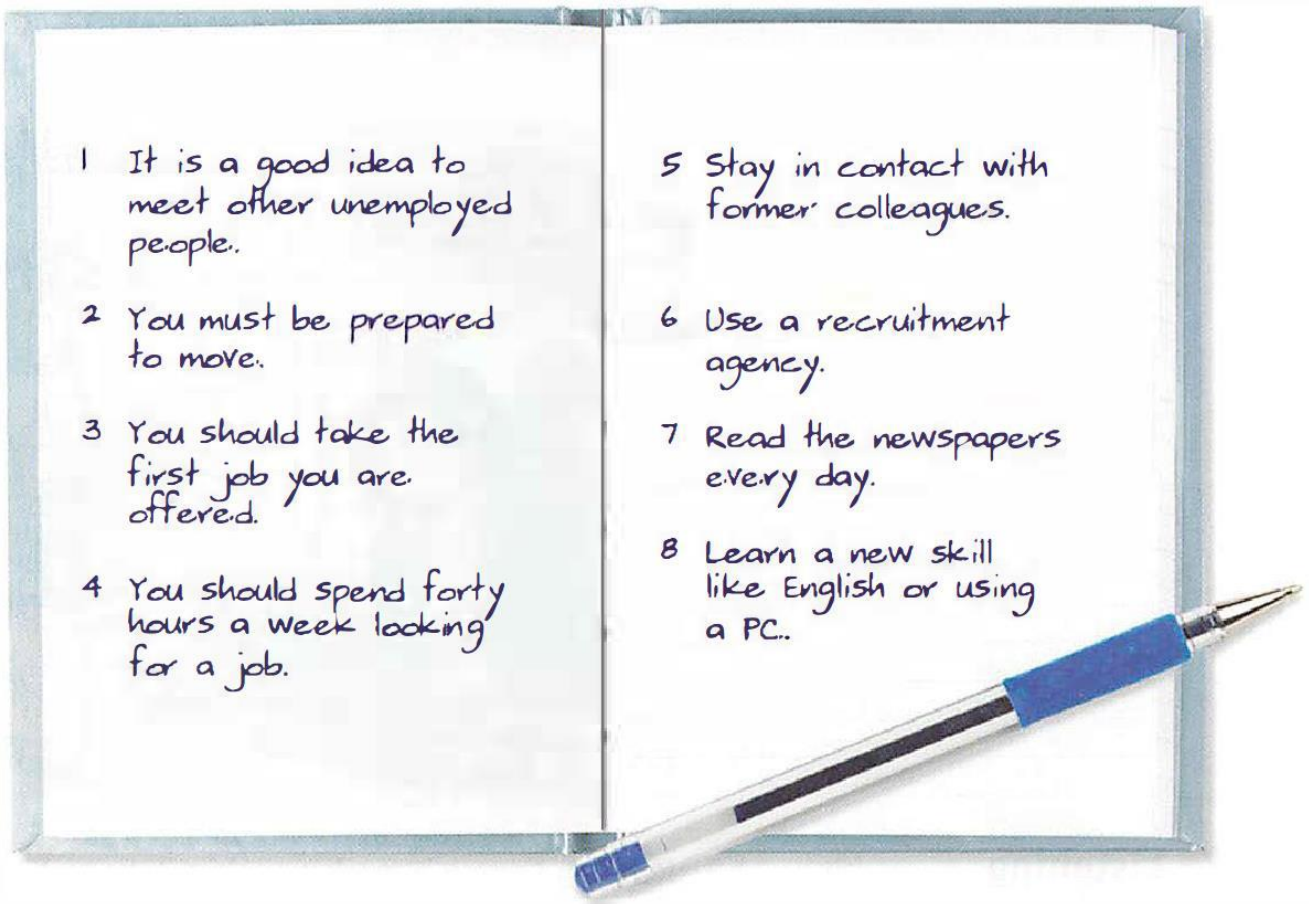 1 It is a good idea to
meet other unemployed
people.
2 You must be prepared
to move.
3 You should take the
first job you are
offered.
4 You should spend forty
hours a week looking
for a job.
5 Stay in contact with
former colleagues.
6 Use a recruitment
agency.
7 Read the newspapers
every day.
8 Learn a new skill
like English or using
a PC.